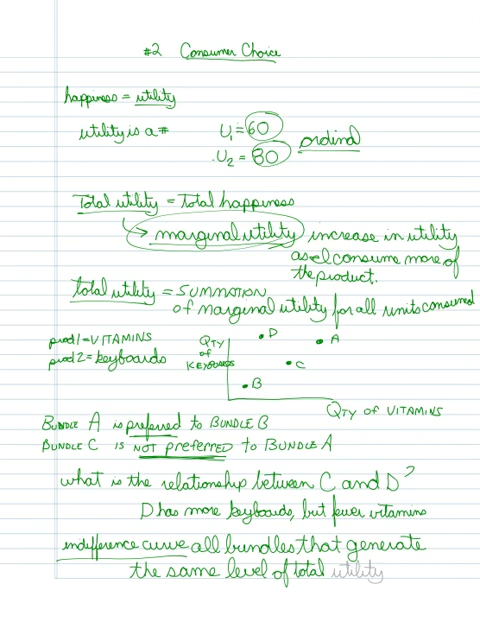 #2 Consumer Choice
happiness = utility
utility is a # U1 = 60
U2 = 80 ordinal
Total utility = Total happiness
→ marginal utility increase in utility
as I consume more of
the product.
total utility = SUMMATION
of marginal utility for all units consumed
prod 1 = VITAMINS
prod 2 = keyboards
QTY
of
KEYBOARDS
D
A
C
B
QTY OF VITAMINS
BUNDLE A is preferred to BUNDLE B
BUNDLE C IS NOT preferred to BUNDLE A
what is the relationship between C and D?
D has more keyboards, but fewer vitamins
indifference curve all bundles that generate
the same level of total utility